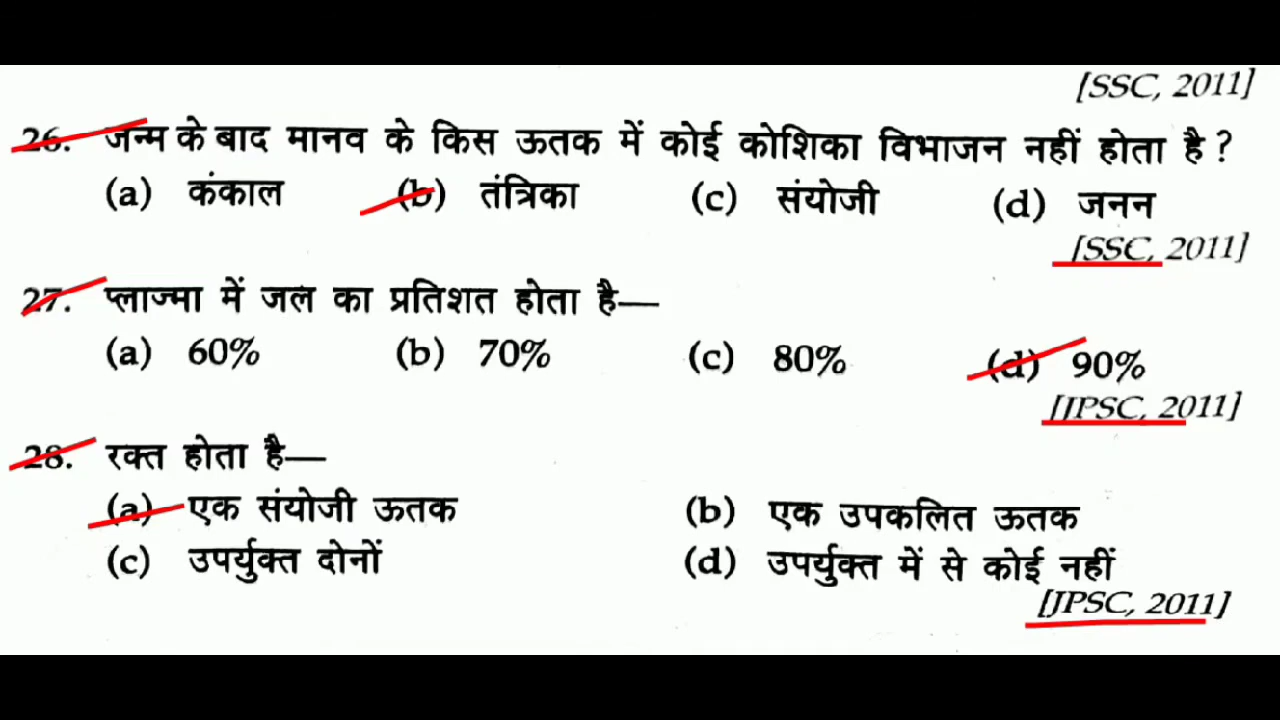 [SSC, 2011]
26. जन्म के बाद मानव के किस ऊतक में कोई कोशिका विभाजन नहीं होता है ?
(a) कंकाल (b) तंत्रिका (c) संयोजी (d) जनन
[SSC, 2011]
27. प्लाज्मा में जल का प्रतिशत होता है—
(a) 60% (b) 70% (c) 80% (d) 90%
[JPSC, 2011]
28. रक्त होता है—
(a) एक संयोजी ऊतक (b) एक उपकलित ऊतक
(c) उपर्युक्त दोनों (d) उपर्युक्त में से कोई नहीं
[JPSC, 2011]